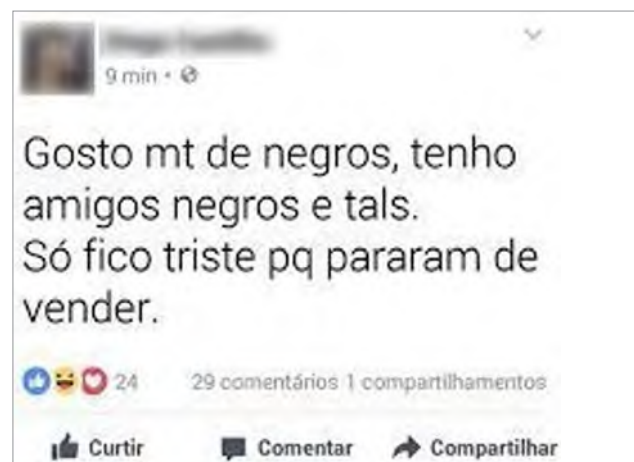 9 min
Gosto mt de negros, tenho
amigos negros e tals.
Só fico triste pq pararam de
vender.
24 29 comentários 1 compartilhamentos
Curtir Comentar Compartilhar